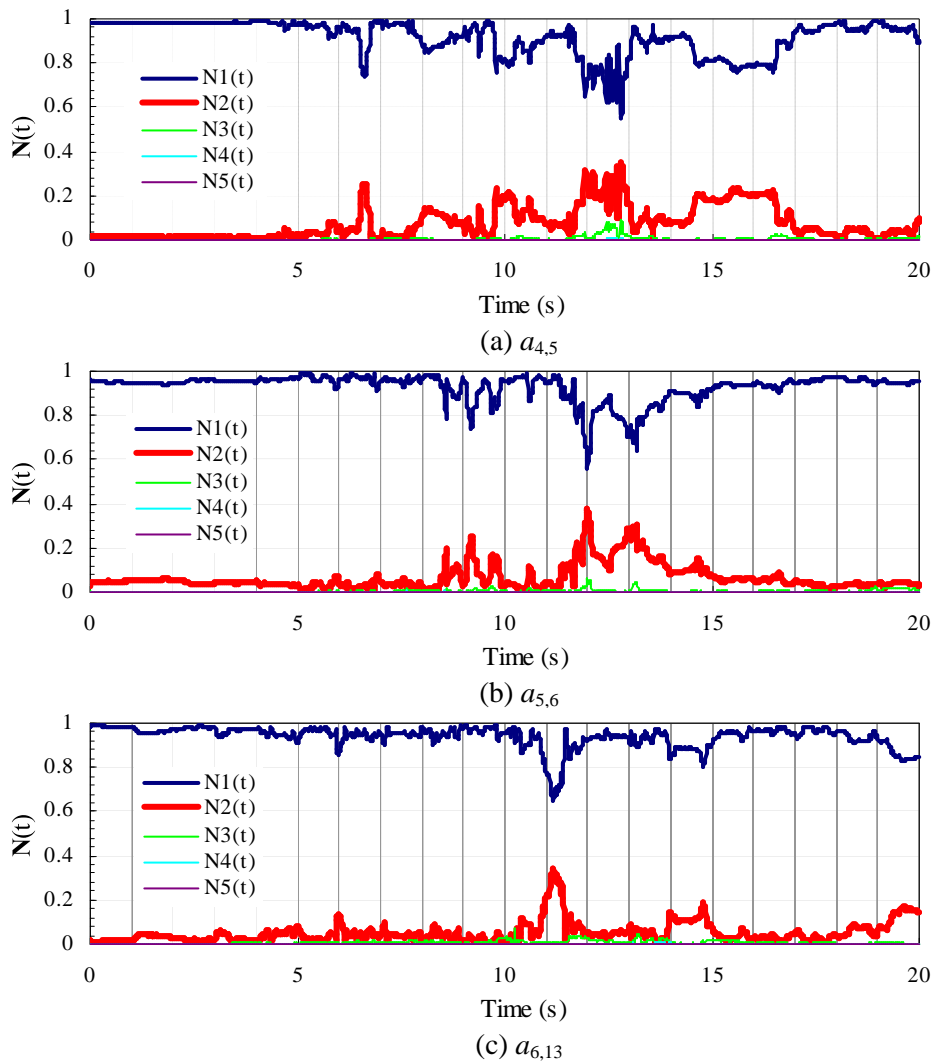 1
0.8
0.6
0.4
0.2
0
N(t)
N1(t)
N2(t)
N3(t)
N4(t)
N5(t)
0 5 10 15 20
Time (s)
(a) a4,5
1
0.8
0.6
0.4
0.2
0
N(t)
N1(t)
N2(t)
N3(t)
N4(t)
N5(t)
0 5 10 15 20
Time (s)
(b) a5,6
1
0.8
0.6
0.4
0.2
0
N(t)
N1(t)
N2(t)
N3(t)
N4(t)
N5(t)
0 5 10 15 20
Time (s)
(c) a6,13